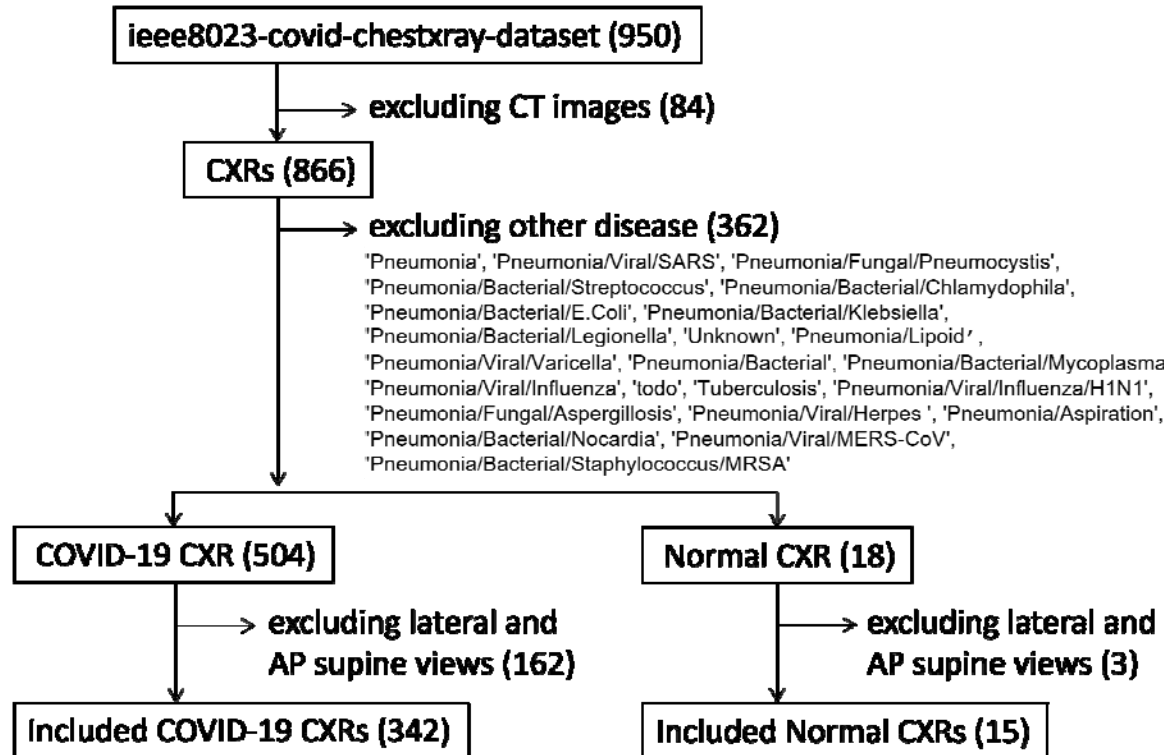 ieee8023-covid-chestxray-dataset (950)
excluding CT images (84)
CXRs (866)
excluding other disease (362)
'Pneumonia', 'Pneumonia/Viral/SARS', 'Pneumonia/Fungal/Pneumocystis',
'Pneumonia/Bacterial/Streptococcus', 'Pneumonia/Bacterial/Chlamydophila',
'Pneumonia/Bacterial/E.Coli', 'Pneumonia/Bacterial/Klebsiella',
'Pneumonia/Bacterial/Legionella', 'Unknown', 'Pneumonia/Lipoid',
'Pneumonia/Viral/Varicella', 'Pneumonia/Bacterial', 'Pneumonia/Bacterial/Mycoplasma
'Pneumonia/Viral/Influenza', 'todo', 'Tuberculosis', 'Pneumonia/Viral/Influenza/H1N1',
'Pneumonia/Fungal/Aspergillosis', 'Pneumonia/Viral/Herpes ', 'Pneumonia/Aspiration',
'Pneumonia/Bacterial/Nocardia', 'Pneumonia/Viral/MERS-CoV',
'Pneumonia/Bacterial/Staphylococcus/MRSA'
COVID-19 CXR (504)
Normal CXR (18)
excluding lateral and
AP supine views (162)
excluding lateral and
AP supine views (3)
Included COVID-19 CXRs (342)
Included Normal CXRs (15)